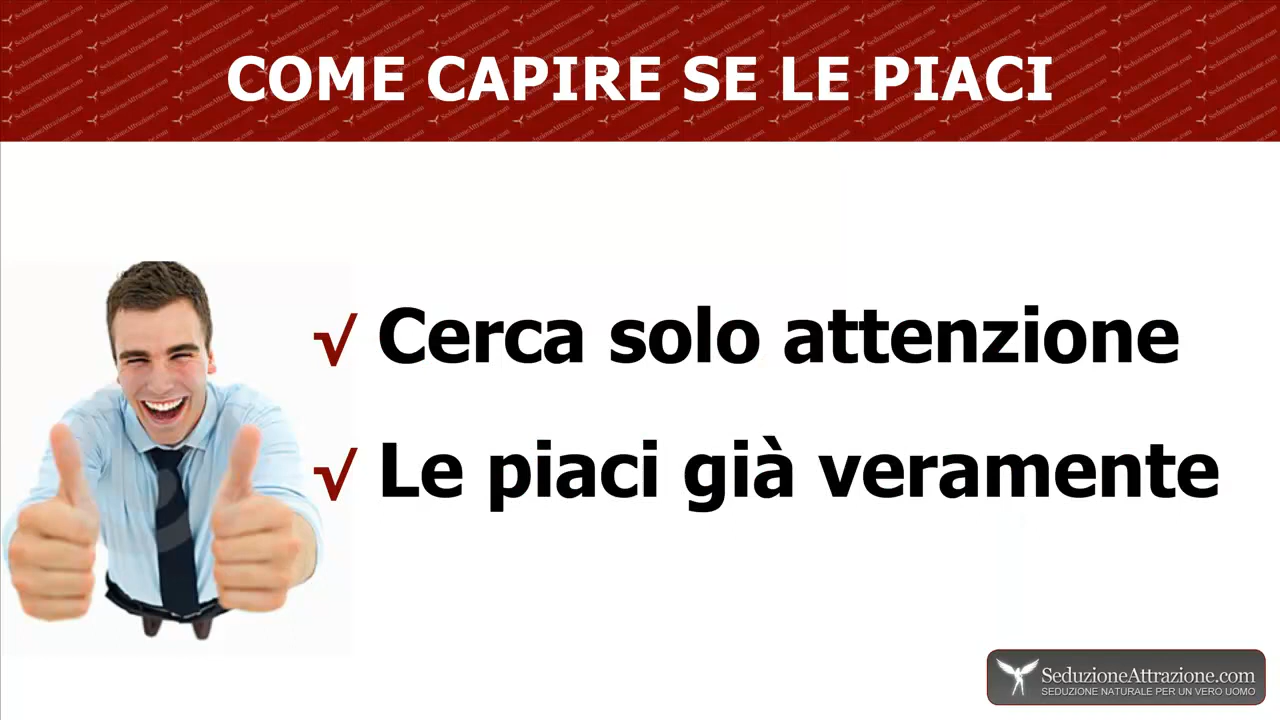 COME CAPIRE SE LE PIACI
√ Cerca solo attenzione
√ Le piaci già veramente
SeduzioneAttrazione.com
SEDUZIONE NATURALE PER UN VERO UOMO